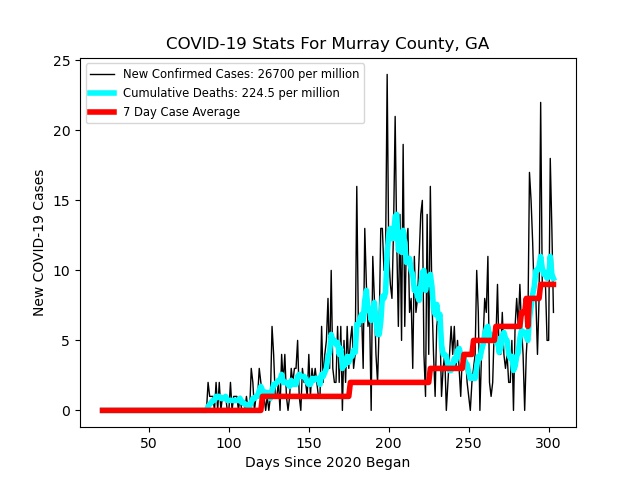 COVID-19 Stats For Murray County, GA
New Confirmed Cases: 26700 per million
Cumulative Deaths: 224.5 per million
7 Day Case Average
25
20
15
10
5
0
New COVID-19 Cases
50 100 150 200 250 300
Days Since 2020 Began